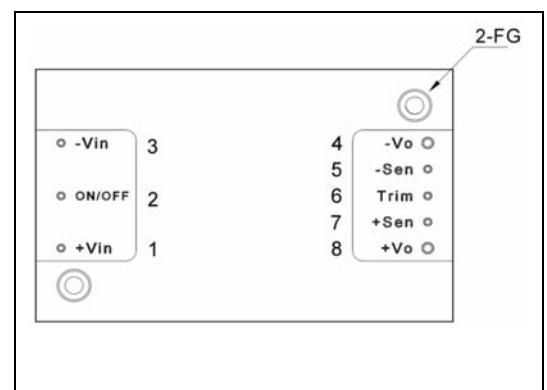 2-FG
-Vin 3 4 -Vo
5 -Sen
ON/OFF 2 6 Trim
7 +Sen
+Vin 1 8 +Vo